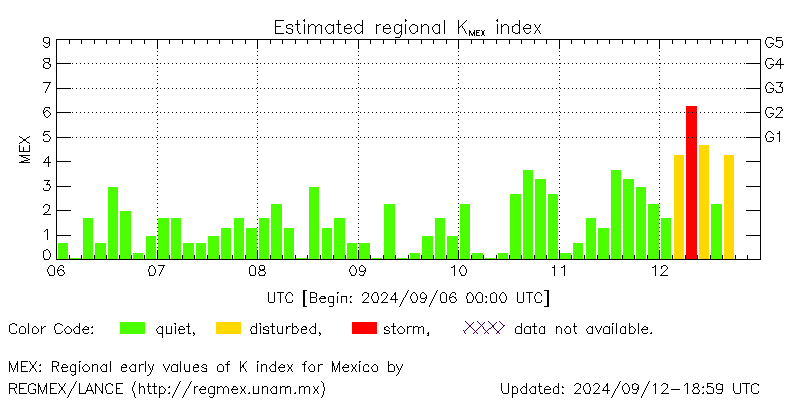 Estimated regional KMEX index
9 G5
8 G4
7 G3
6 G2
5 G1
4
3
2
1
0
MEX
06 07 08 09 10 11 12
UTC [Begin: 2024/09/06 00:00 UTC]
Color Code: quiet, disturbed, storm, data not available.
MEX: Regional early values of K index for Mexico by
REGMEX/LANCE (http://regmex.unam.mx) Updated: 2024/09/12-18:59 UTC